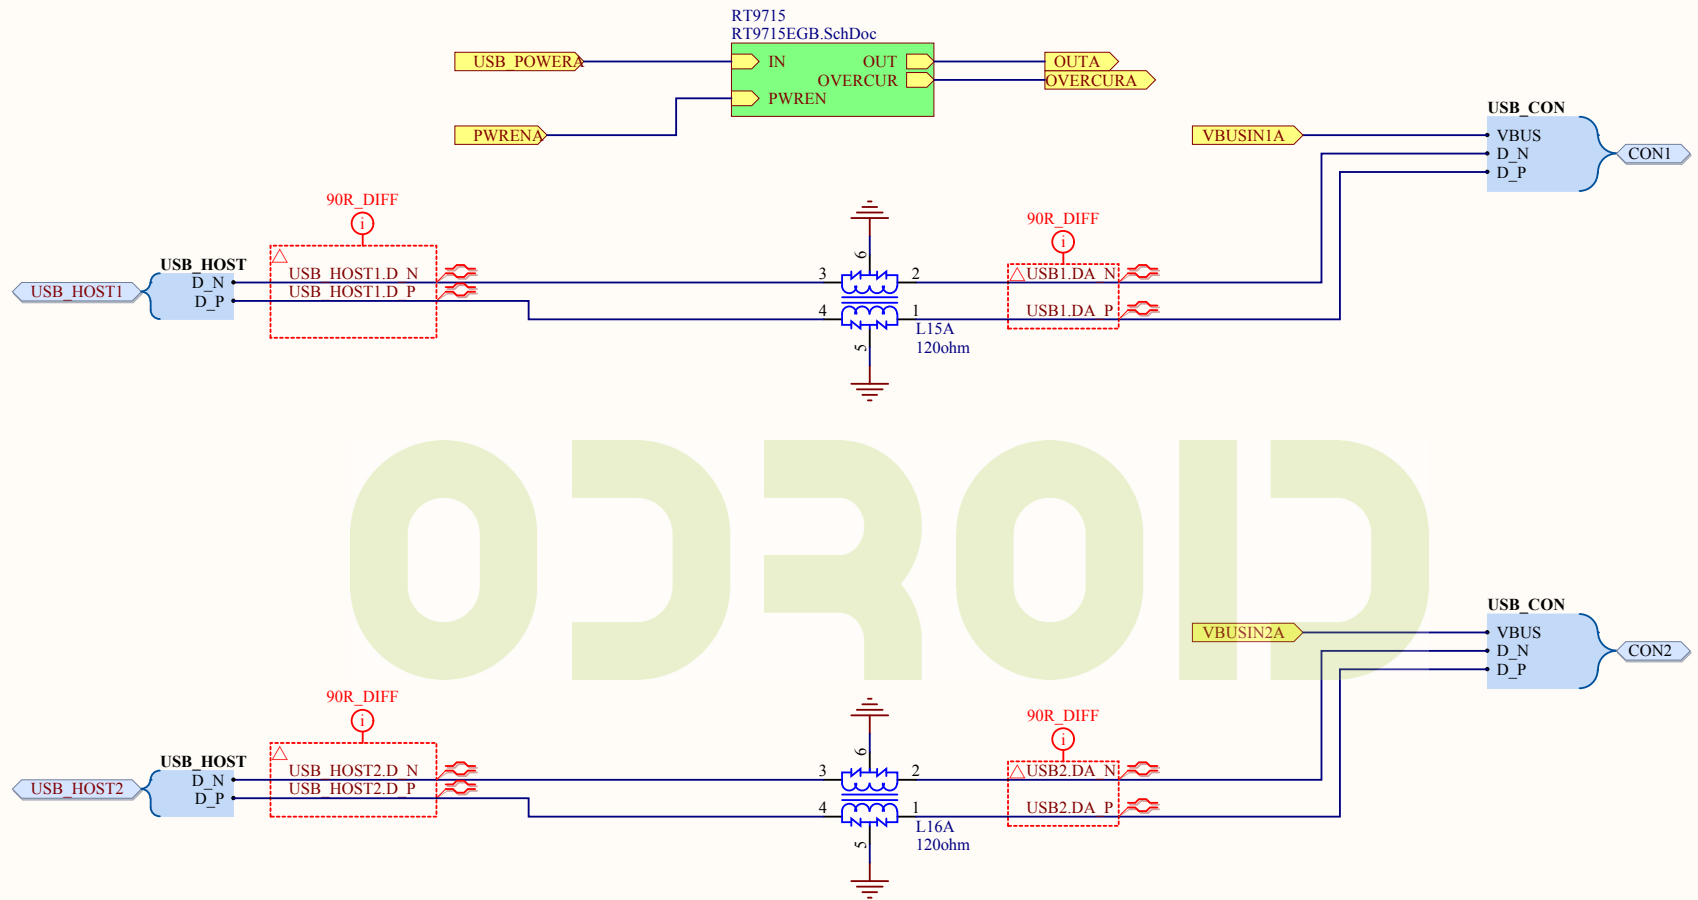 RT9715
RT9715EGB.SchDoc
USB_POWERA
IN
OUT
OUTA
OVERCUR
OVERCURA
PWREN
PWRENA
USB_CON
VBUSIN1A
VBUS
D_N
D_P
CON1
90R_DIFF
90R_DIFF
USB_HOST
USB_HOST1
D_N
D_P
USB_HOST1.D_N
USB_HOST1.D_P
3
6
2
4
5
1
L15A
120ohm
USB1.DA_N
USB1.DA_P
ODROID
USB_CON
VBUSIN2A
VBUS
D_N
D_P
CON2
90R_DIFF
90R_DIFF
USB_HOST
USB_HOST2
D_N
D_P
USB_HOST2.D_N
USB_HOST2.D_P
3
6
2
4
5
1
L16A
120ohm
USB2.DA_N
USB2.DA_P